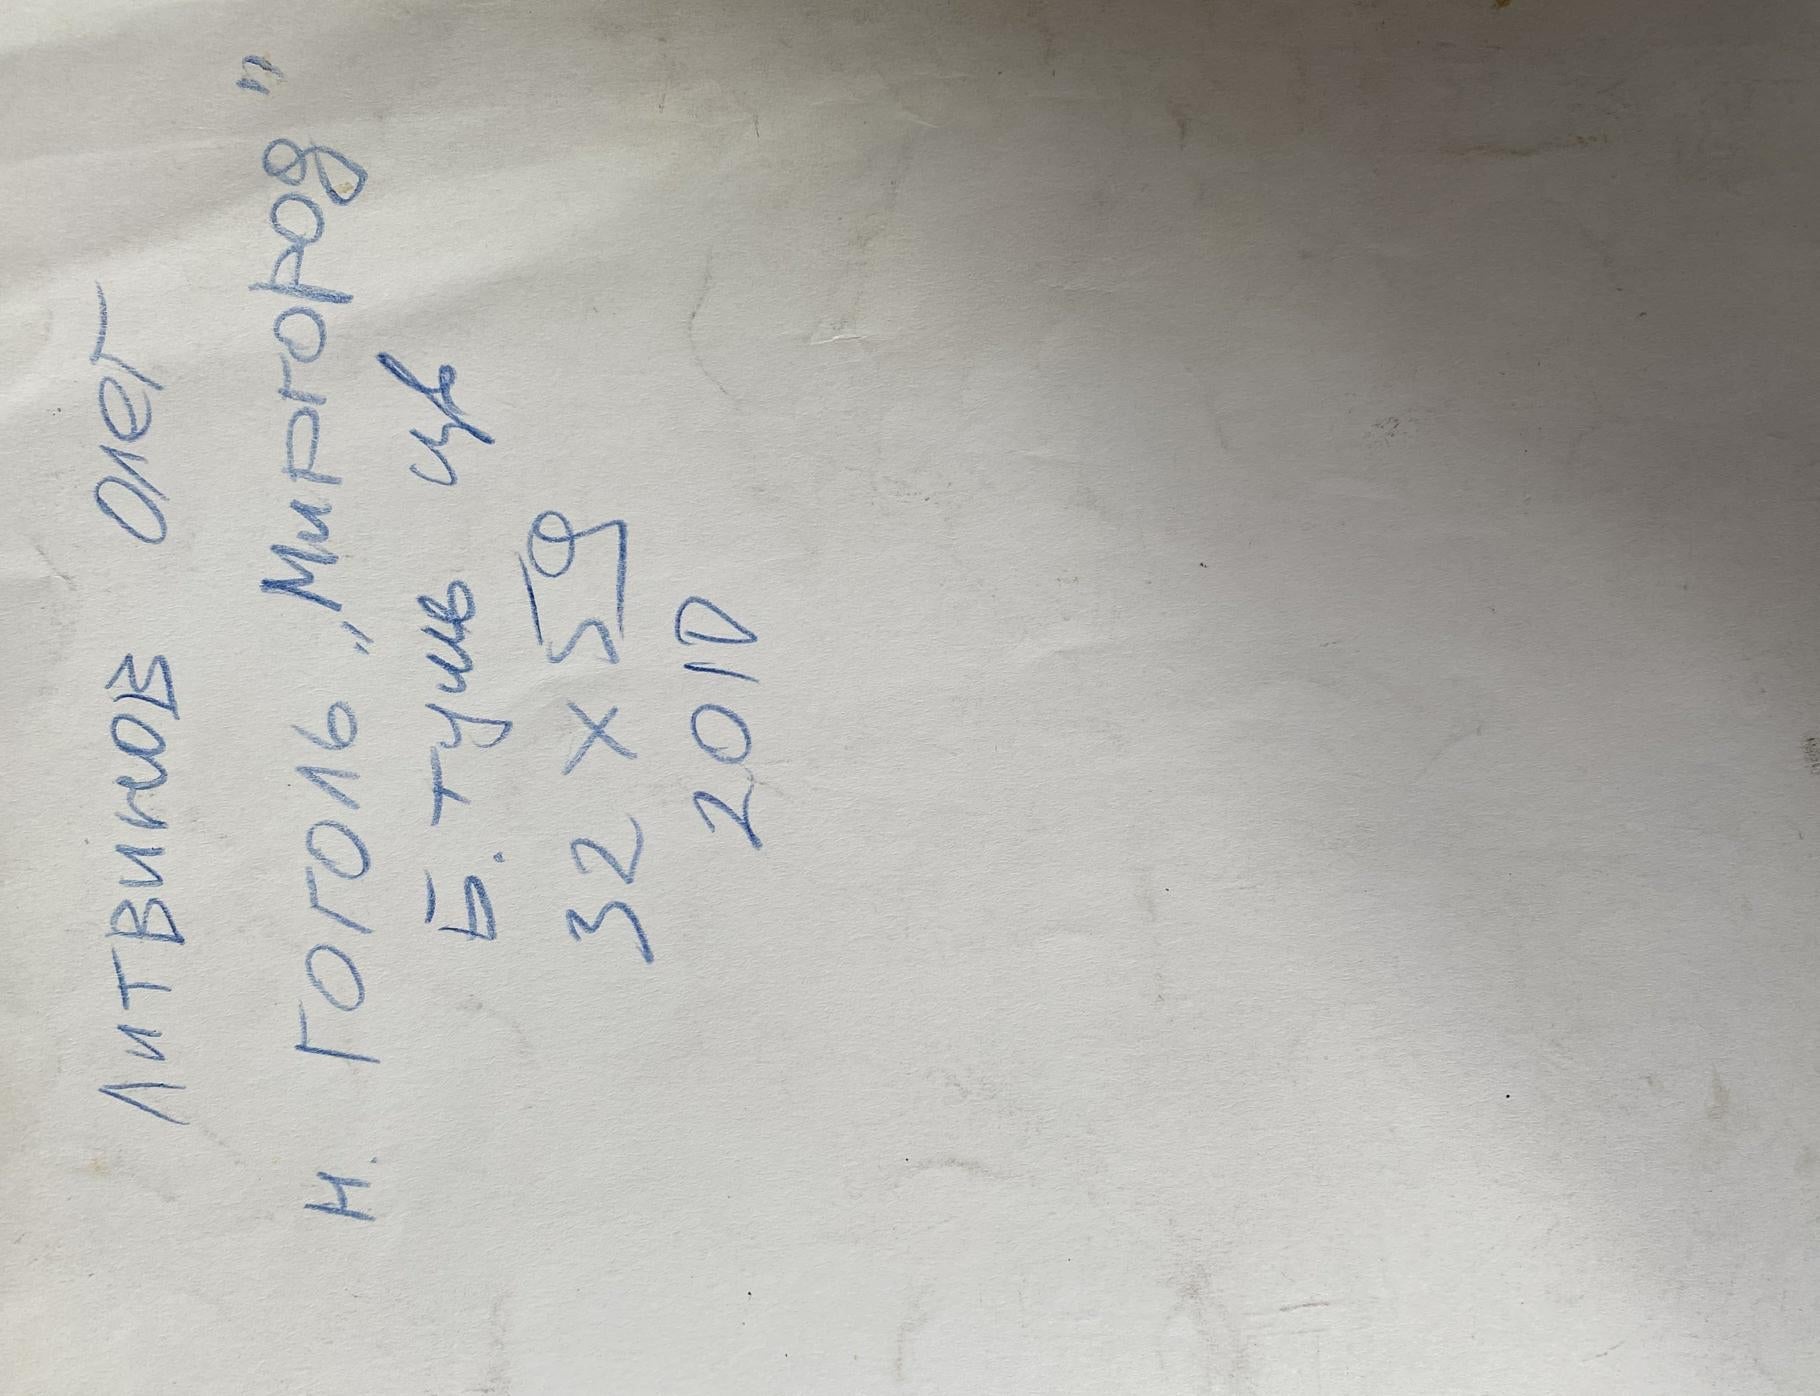 Литвинов Олег
Н. Гоголь „Миргород"
Б. тушь цв
32 х 59
2010